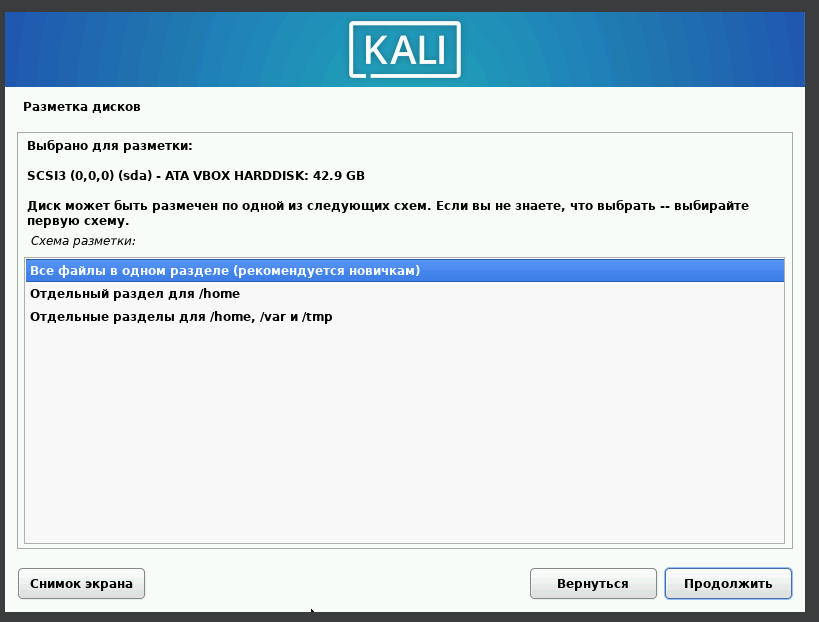 KALI
Разметка дисков
Выбрано для разметки:
SCSI3 (0,0,0) (sda) - ATA VBOX HARDDISK: 42.9 GB
Диск может быть размечен по одной из следующих схем. Если вы не знаете, что выбрать -- выбирайте
первую схему.
Схема разметки:
Все файлы в одном разделе (рекомендуется новичкам)
Отдельный раздел для /home
Отдельные разделы для /home, /var и /tmp
Снимок экрана
Вернуться
Продолжить